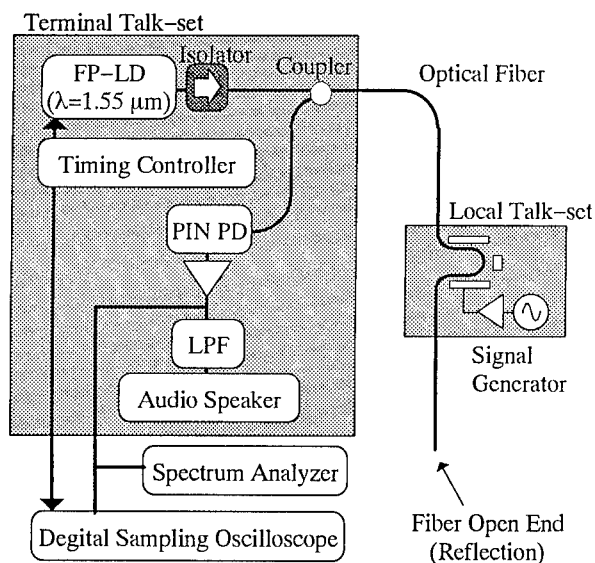 Terminal Talk-set
Isolator
FP-LD
(λ=1.55 μm)
Coupler
Optical Fiber
Timing Controller
PIN PD
Local Talk-set
LPF
Signal
Generator
Audio Speaker
Spectrum Analyzer
Degital Sampling Oscilloscope
Fiber Open End
(Reflection)